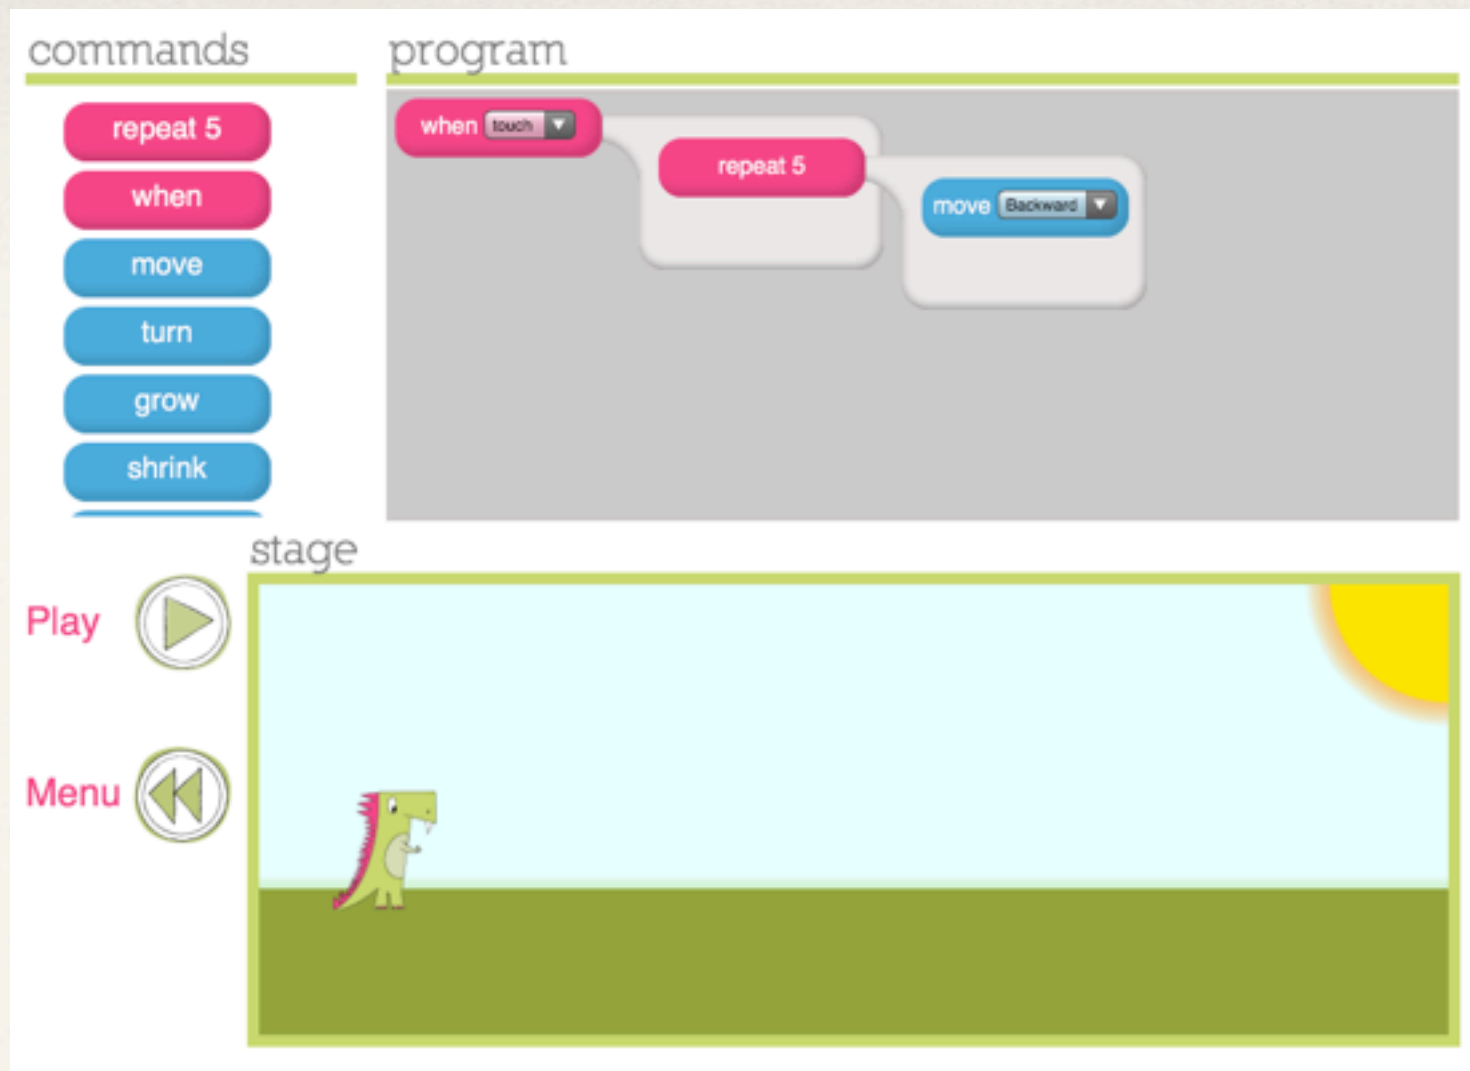 commands
repeat 5
when
move
turn
grow
shrink
program
when touch
repeat 5
move Backward
stage
Play
Menu